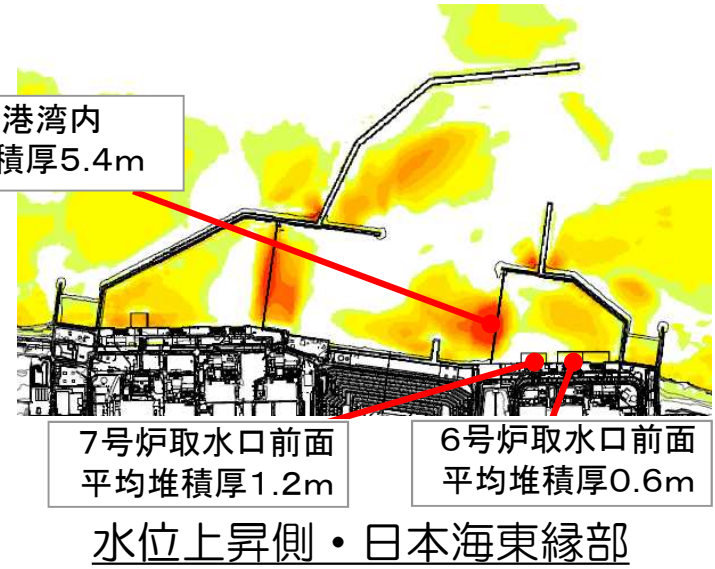 港湾内
積厚5.4m
7号炉取水口前面
平均堆積厚1.2m
6号炉取水口前面
平均堆積厚0.6m
水位上昇側・日本海東縁部